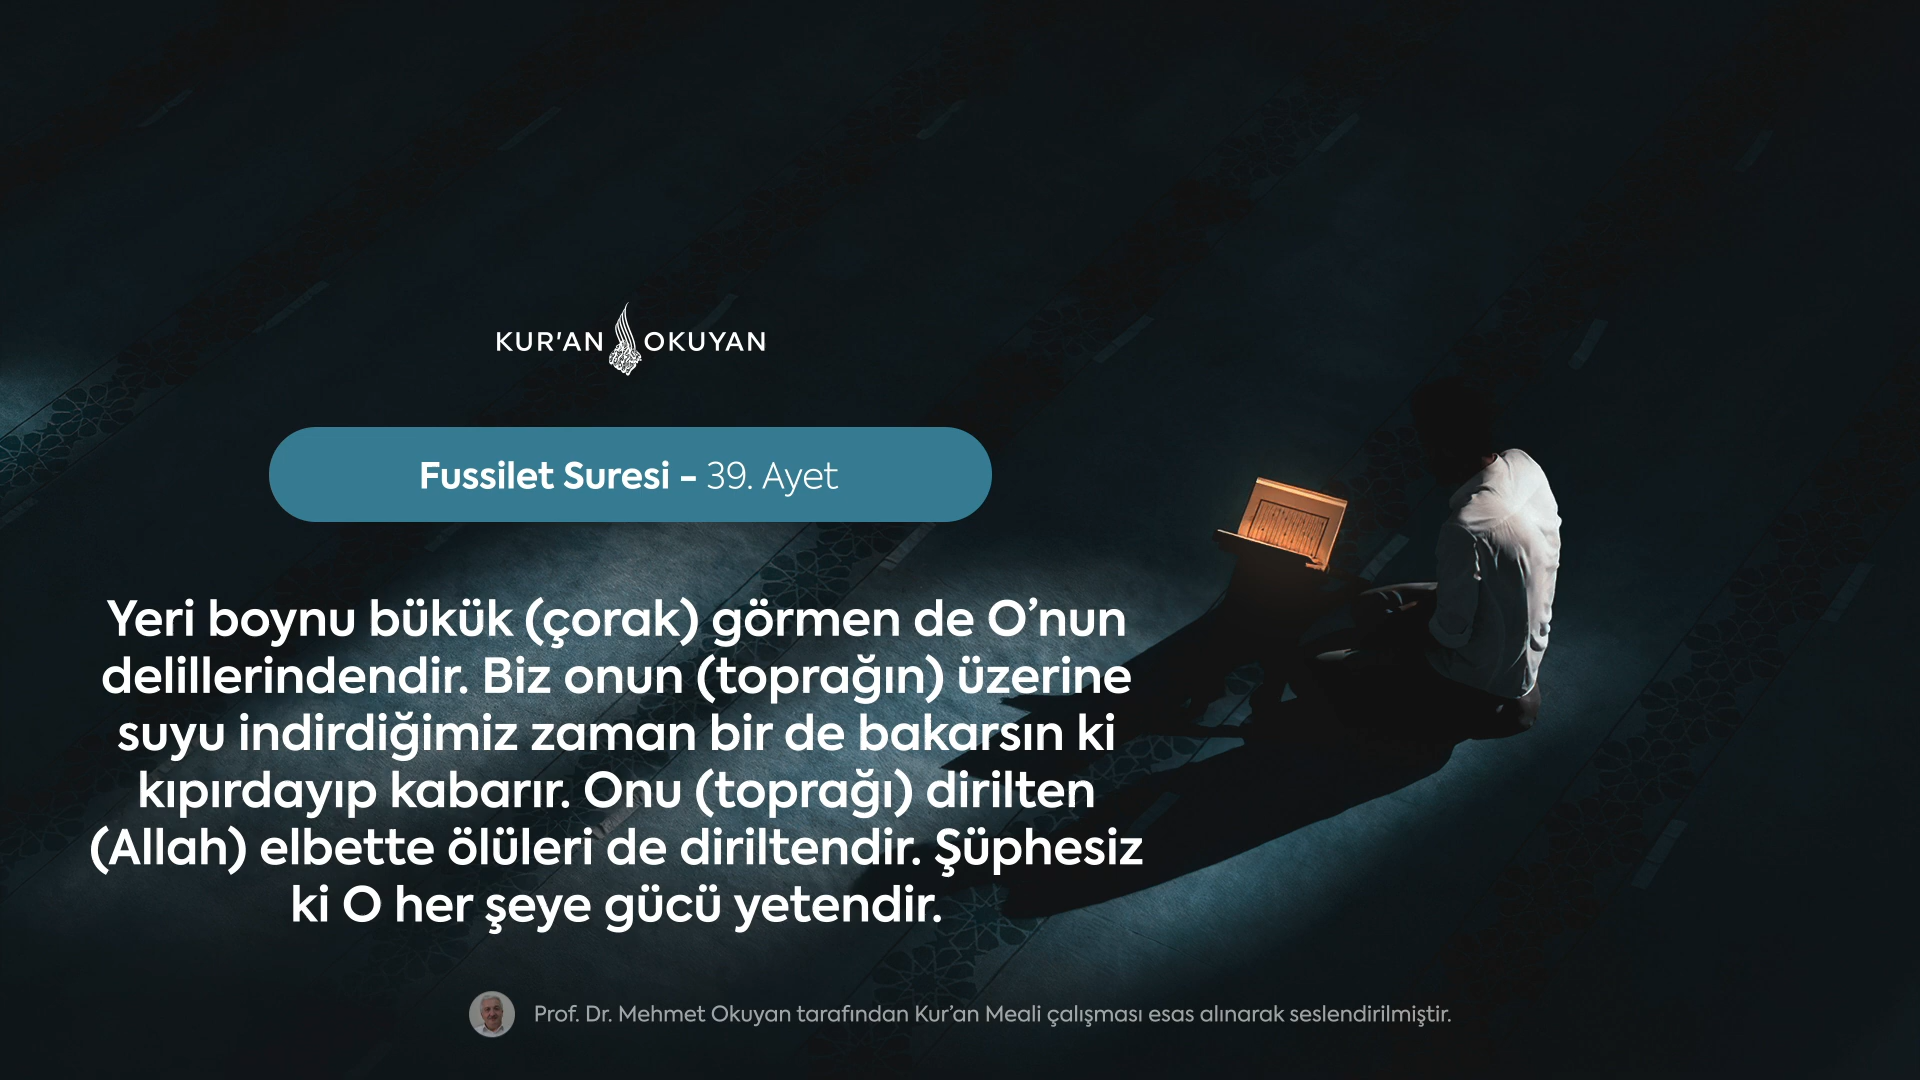 KUR'AN OKUYAN
Fussilet Suresi - 39. Ayet
Yeri boynu bükük (çorak) görmen de O’nun
delillerindendir. Biz onun (toprağın) üzerine
suyu indirdiğimiz zaman bir de bakarsın ki
kıpırdayıp kabarır. Onu (toprağı) dirilten
(Allah) elbette ölüleri de diriltendir. Şüphesiz
ki O her şeye gücü yetendir.
Prof. Dr. Mehmet Okuyan tarafından Kur’an Meali çalışması esas alınarak seslendirilmiştir.